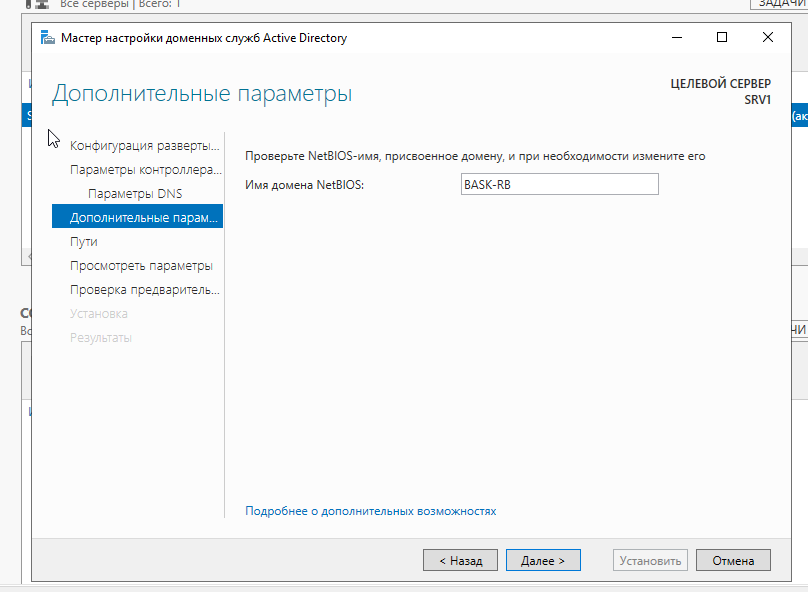 Все серверы | Всего: 1
ЗАДАЧИ
Мастер настройки доменных служб Active Directory
Дополнительные параметры
ЦЕЛЕВОЙ СЕРВЕР
SRV1
Конфигурация разверты...
Параметры контроллера...
Параметры DNS
Дополнительные парам...
Пути
Просмотреть параметры
Проверка предваритель...
Установка
Результаты
Проверьте NetBIOS-имя, присвоенное домену, и при необходимости измените его
Имя домена NetBIOS:
BASK-RB
Подробнее о дополнительных возможностях
< Назад
Далее >
Установить
Отмена